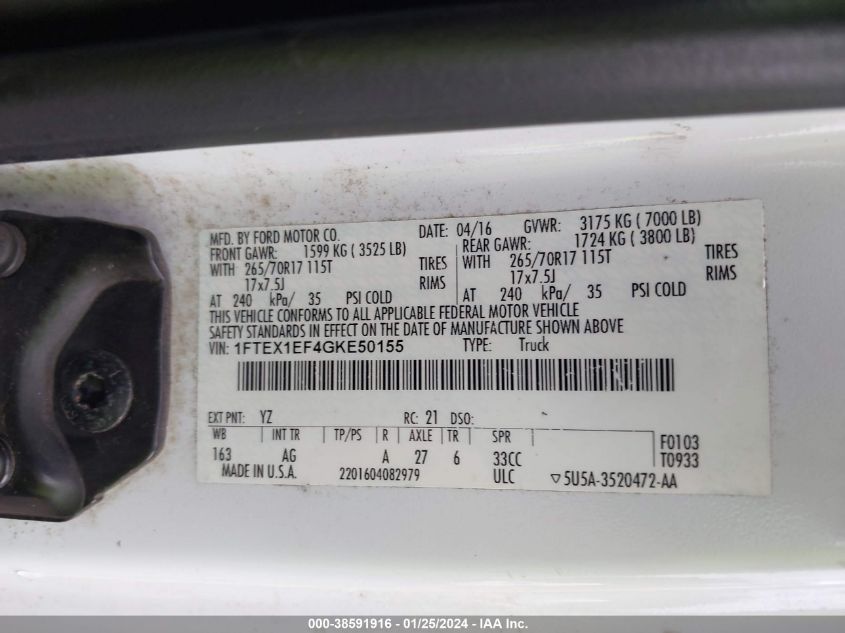 MFD. BY FORD MOTOR CO.
DATE: 04/16 GVWR: 3175 KG ( 7000 LB)
FRONT GAWR: 1599 KG ( 3525 LB)
REAR GAWR: 1724 KG ( 3800 LB)
WITH 265/70R17 115T TIRES
WITH 265/70R17 115T TIRES
17x7.5J RIMS
17x7.5J RIMS
AT 240 kPa/ 35 PSI COLD
AT 240 kPa/ 35 PSI COLD
THIS VEHICLE CONFORMS TO ALL APPLICABLE FEDERAL MOTOR VEHICLE
SAFETY STANDARDS IN EFFECT ON THE DATE OF MANUFACTURE SHOWN ABOVE
VIN: 1FTEX1EF4GKE50155 TYPE: Truck
EXT PNT: YZ RC: 21 DSO:
WB INT TR TP/PS R AXLE TR SPR
F0103
163 AG A 27 6 33CC
T0933
MADE IN U.S.A. 2201604082979 ULC ▽5U5A-3520472-AA
000-38591916 - 01/25/2024 - IAA Inc.